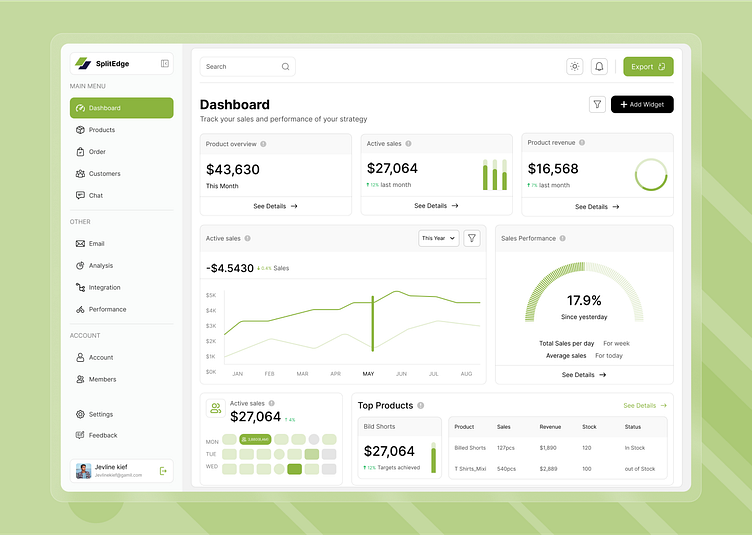 SplitEdge
MAIN MENU
Dashboard
Products
Order
Customers
Chat
OTHER
Email
Analysis
Integration
Performance
ACCOUNT
Account
Members
Settings
Feedback
Jevline kief
Search
Export
Dashboard
Track your sales and performance of your strategy
Add Widget
Product overview
$43,630
This Month
See Details
Active sales
$27,064
12% last month
See Details
Product revenue
$16,568
7% last month
See Details
Active sales
This Year
-$4.5430
Sales
$5K
$4K
$3K
$2K
$1K
$0K
JAN FEB MAR APR MAY JUN JUL AUG
Sales Performance
17.9%
Since yesterday
Total Sales per day For week
Average sales For today
See Details
Active sales
$27,064
4%
MON
TUE
WED
Top Products
See Details
Bild Shorts
$27,064
12% Targets achieved
Product Sales Revenue Stock Status
Billed Shorts 127pcs $1,890 120 In Stock
T Shirts_Mixi 540pcs $2,889 100 out of Stock